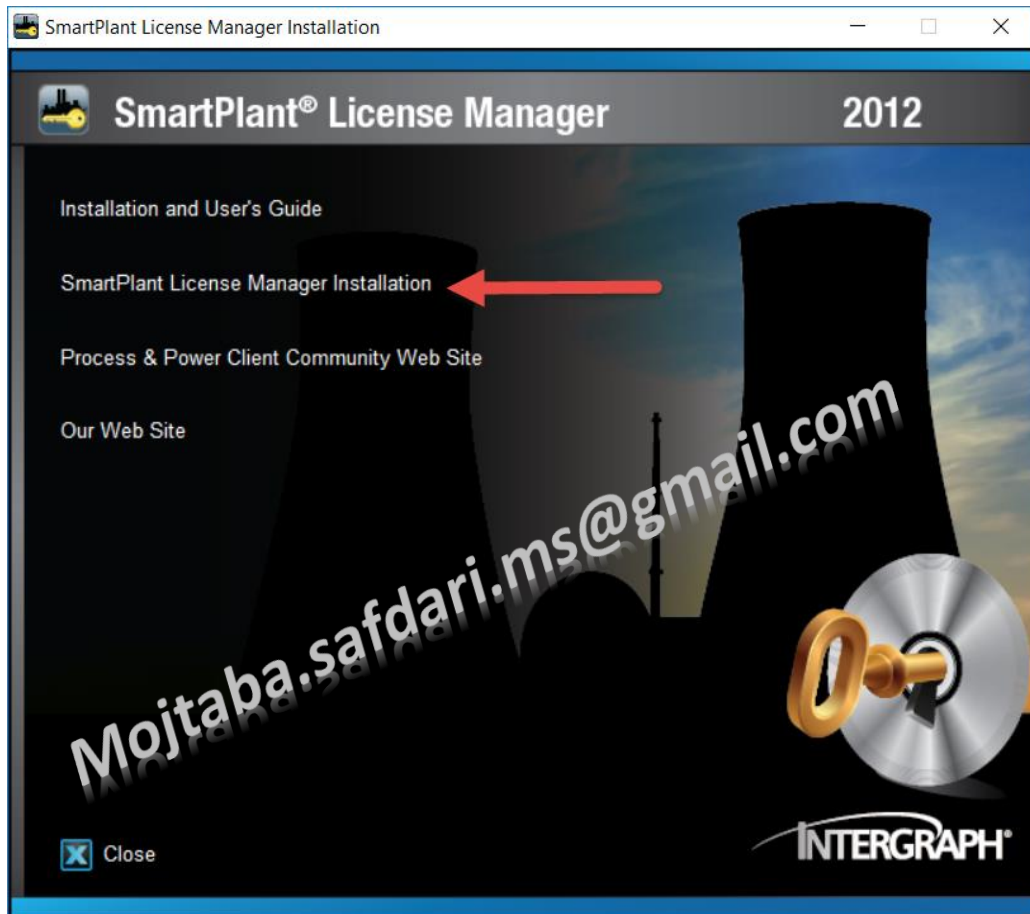 SmartPlant License Manager Installation
SmartPlant® License Manager 2012
Installation and User's Guide
SmartPlant License Manager Installation
Process & Power Client Community Web Site
Our Web Site
Mojtaba.safdari.ms@gmail.com
Close
INTERGRAPH®